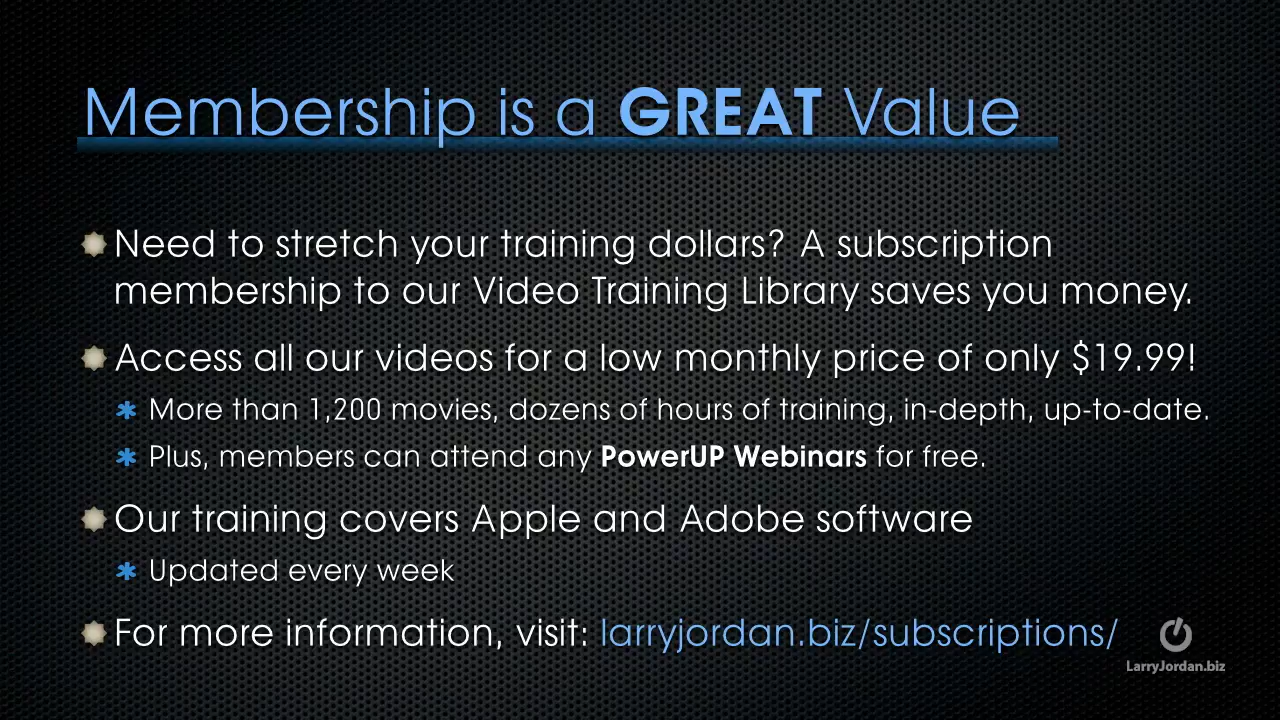 Membership is a GREAT Value
Need to stretch your training dollars? A subscription
membership to our Video Training Library saves you money.
Access all our videos for a low monthly price of only $19.99!
More than 1,200 movies, dozens of hours of training, in-depth, up-to-date.
Plus, members can attend any PowerUP Webinars for free.
Our training covers Apple and Adobe software
Updated every week
For more information, visit: larryjordan.biz/subscriptions/
LarryJordan.biz